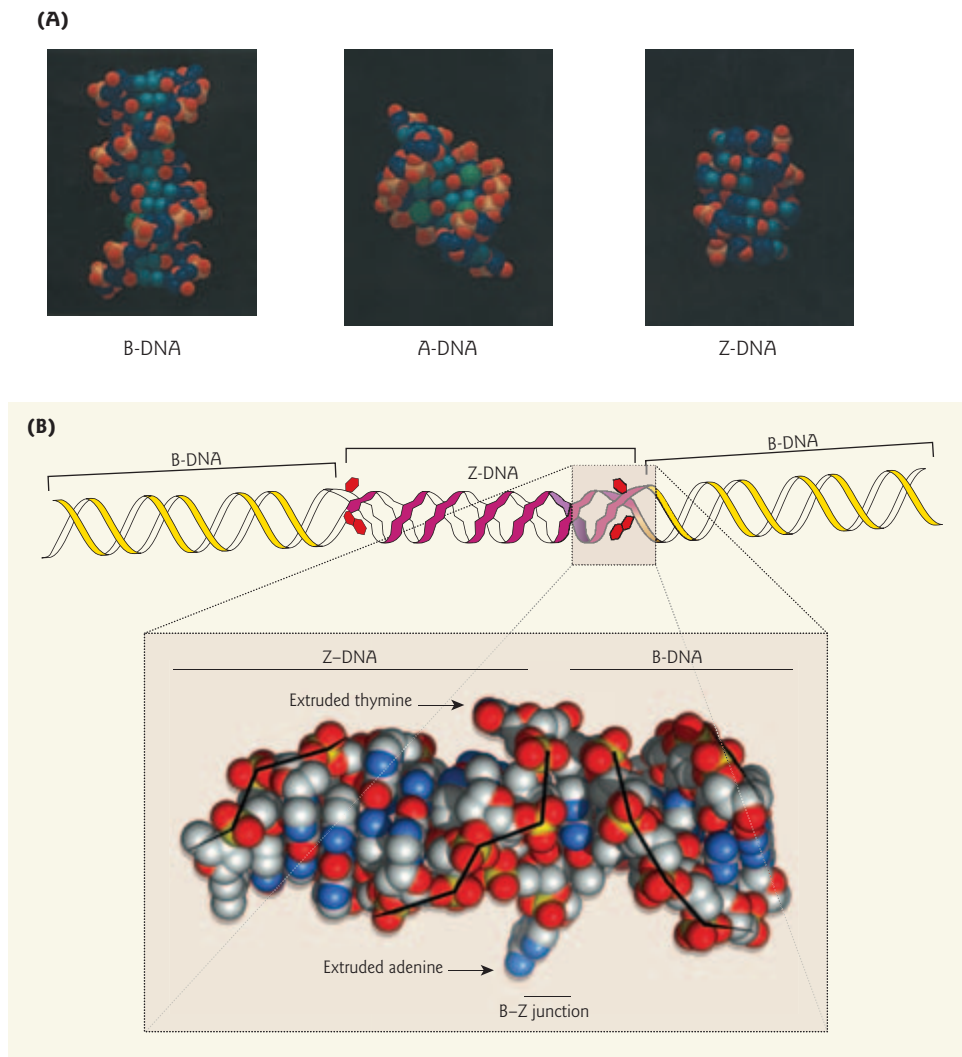 (A)
B-DNA
A-DNA
Z-DNA
(B)
B-DNA
Z-DNA
B-DNA
Z–DNA
B-DNA
Extruded thymine
Extruded adenine
B–Z junction